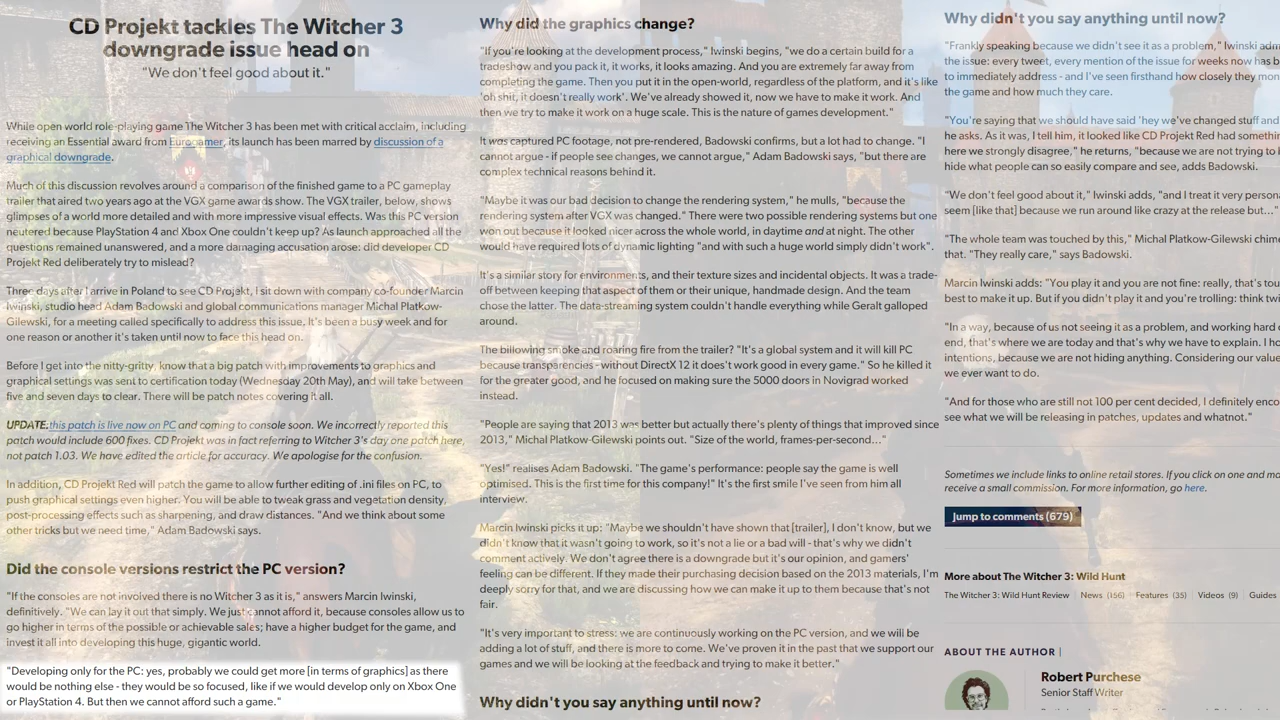 CD Projekt tackles The Witcher 3
downgrade issue head on
"We don't feel good about it."
While open world role-playing game The Witcher 3 has been met with critical acclaim, including
receiving an Essential award from Eurogamer, its launch has been marred by discussion of a
graphical downgrade.
Much of this discussion revolves around a comparison of the finished game to a PC gameplay
trailer that aired two years ago at the VGX game awards show. The VGX trailer, below, shows
glimpses of a world more detailed and with more impressive visual effects. Was this PC version
neutered because PlayStation 4 and Xbox One couldn't keep up? As launch approached all the
questions remained unanswered, and a more damaging accusation arose: did developer CD
Projekt Red deliberately try to mislead?
Three days after I arrive in Poland to see CD Projekt, I sit down with company co-founder Marcin
Iwinski, studio head Adam Badowski and global communications manager Michal Platkow-
Gilewski, for a meeting called specifically to address this issue. It's been a busy week and for
one reason or another it's taken until now to face this head on.
Before I get into the nitty-gritty, know that a big patch with improvements to graphics and
graphical settings was sent to certification today (Wednesday 20th May), and will take between
five and seven days to clear. There will be patch notes covering it all.
UPDATE: this patch is live now on PC and coming to console soon. We incorrectly reported this
patch would include 600 fixes. CD Projekt was in fact referring to Witcher 3's day one patch here,
not patch 1.03. We have edited the article for accuracy. We apologise for the confusion.
In addition, CD Projekt Red will patch the game to allow further editing of .ini files on PC, to
push graphical settings even higher. You will be able to tweak grass and vegetation density,
post-processing effects such as sharpening, and draw distances. "And we think about some
other tricks but we need time," Adam Badowski says.
Did the console versions restrict the PC version?
"If the consoles are not involved there is no Witcher 3 as it is," answers Marcin Iwinski,
definitively. "We can lay it out that simply. We just cannot afford it, because consoles allow us to
go higher in terms of the possible or achievable sales; have a higher budget for the game, and
invest it all into developing this huge, gigantic world.
"Developing only for the PC: yes, probably we could get more [in terms of graphics] as there
would be nothing else - they would be so focused, like if we would develop only on Xbox One
or PlayStation 4. But then we cannot afford such a game."
Why did the graphics change?
"If you're looking at the development process," Iwinski begins, "we do a certain build for a
tradeshow and you pack it, it works, it looks amazing. And you are extremely far away from
completing the game. Then you put it in the open-world, regardless of the platform, and it's like
'oh shit, it doesn't really work'. We've already showed it, now we have to make it work. And
then we try to make it work on a huge scale. This is the nature of games development."
It was captured PC footage, not pre-rendered, Badowski confirms, but a lot had to change. "I
cannot argue - if people see changes, we cannot argue," Adam Badowski says, "but there are
complex technical reasons behind it.
"Maybe it was our bad decision to change the rendering system," he mulls, "because the
rendering system after VGX was changed." There were two possible rendering systems but one
won out because it looked nicer across the whole world, in daytime and at night. The other
would have required lots of dynamic lighting "and with such a huge world simply didn't work".
It's a similar story for environments, and their texture sizes and incidental objects. It was a trade-
off between keeping that aspect of them or their unique, handmade design. And the team
chose the latter. The data-streaming system couldn't handle everything while Geralt galloped
around.
The billowing smoke and roaring fire from the trailer? "It's a global system and it will kill PC
because transparencies - without DirectX 12 it does't work good in every game." So he killed it
for the greater good, and he focused on making sure the 5000 doors in Novigrad worked
instead.
"People are saying that 2013 was better but actually there's plenty of things that improved since
2013," Michal Platkow-Gilewski points out. "Size of the world, frames-per-second..."
"Yes!" realises Adam Badowski. "The game's performance: people say the game is well
optimised. This is the first time for this company!" It's the first smile I've seen from him all
interview.
Marcin Iwinski picks it up: "Maybe we shouldn't have shown that [trailer], I don't know, but we
didn't know that it wasn't going to work, so it's not a lie or a bad will - that's why we didn't
comment actively. We don't agree there is a downgrade but it's our opinion, and gamers'
feeling can be different. If they made their purchasing decision based on the 2013 materials, I'm
deeply sorry for that, and we are discussing how we can make it up to them because that's not
fair.
"It's very important to stress: we are continuously working on the PC version, and we will be
adding a lot of stuff, and there is more to come. We've proven it in the past that we support our
games and we will be looking at the feedback and trying to make it better."
Why didn't you say anything until now?
Why didn't you say anything until now?
"Frankly speaking because we didn't see it as a problem," Iwinski
the issue: every tweet, every mention of the issue for weeks now has
to immediately address - and I've seen firsthand how closely they
the game and how much they care.
"You're saying that we should have said 'hey we've changed stuff and
he asks. As it was, I tell him, it looked like CD Projekt Red had
here we strongly disagree," he returns, "because we are not trying to
hide what people can so easily compare and see, adds Badowski.
"We don't feel good about it," Iwinski adds, "and I treat it very
seem [like that] because we run around like crazy at the release but..."
"The whole team was touched by this," Michal Platkow-Gilewski
that. "They really care," says Badowski.
Marcin Iwinski adds: "You play it and you are not fine: really, that's
best to make it up. But if you didn't play it and you're trolling: think
"In a way, because of us not seeing it as a problem, and working hard
end, that's where we are today and that's why we have to explain. I
intentions, because we are not hiding anything. Considering our
we ever want to do.
"And for those who are still not 100 per cent decided, I definitely
see what we will be releasing in patches, updates and whatnot."
Sometimes we include links to online retail stores. If you click on one and
receive a small commission. For more information, go here.
Jump to comments (679)
More about The Witcher 3: Wild Hunt
The Witcher 3: Wild Hunt Review | News (156) | Features (35) | Videos (9) | Guides
ABOUT THE AUTHOR |
Robert Purchese
Senior Staff Writer